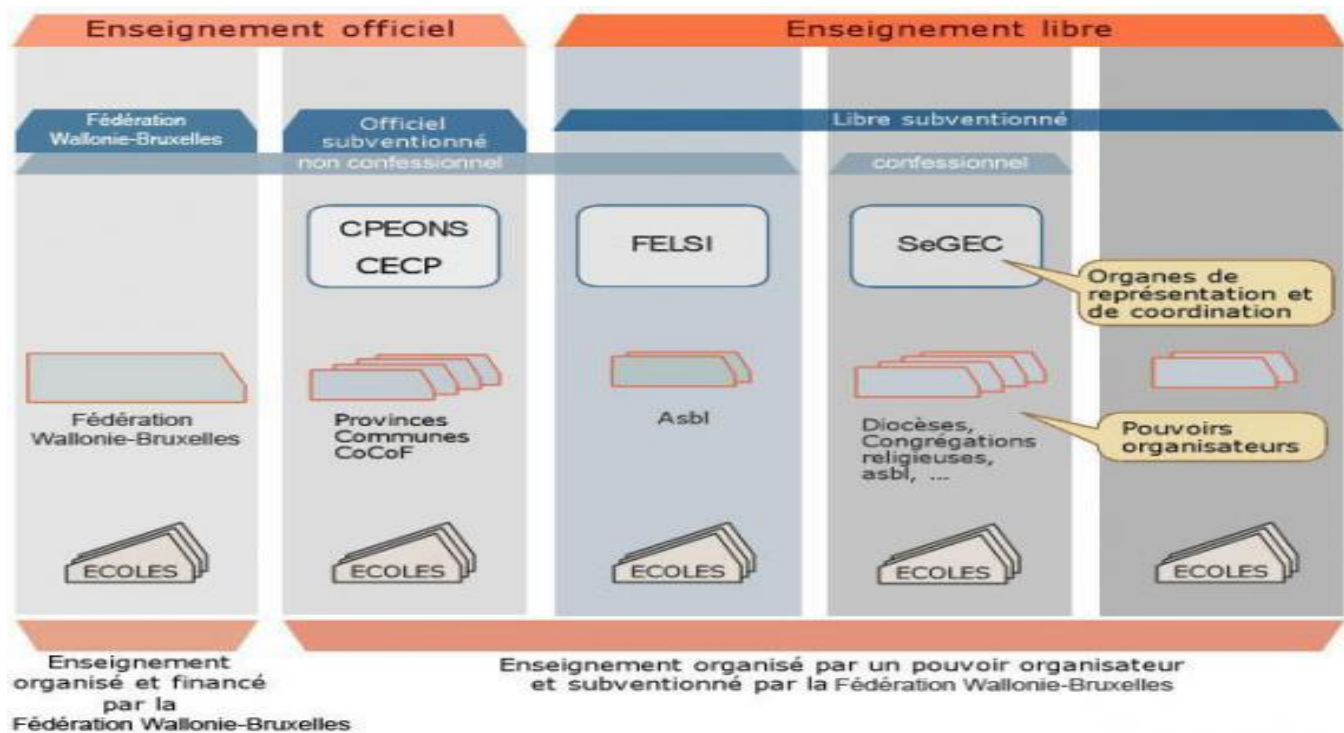 Enseignement officiel
Enseignement libre
Fédération
Wallonie-Bruxelles
Officiel
subventionné
Libre subventionné
non confessionnel
confessionnel
CPEONS
CECP
FELSI
SeGEC
Organes de
représentation et
de coordination
Fédération
Wallonie-Bruxelles
Provinces
Communes
CoCoF
Asbl
Diocèses,
Congrégations
religieuses,
asbl, ...
Pouvoirs
organisateurs
ECOLES
ECOLES
ECOLES
ECOLES
ECOLES
Enseignement
organisé et financé
par la
Fédération Wallonie-Bruxelles
Enseignement organisé par un pouvoir organisateur
et subventionné par la Fédération Wallonie-Bruxelles